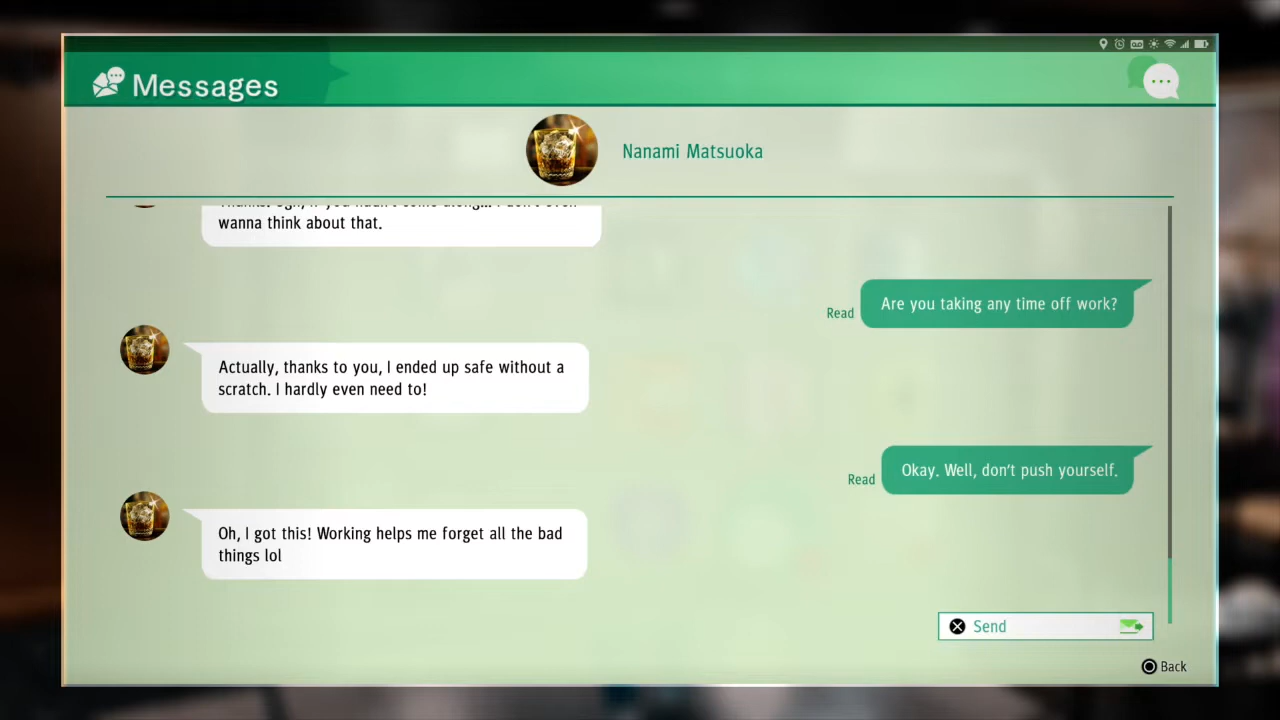 Messages
Nanami Matsuoka
wanna think about that.
Are you taking any time off work?
Read
Actually, thanks to you, I ended up safe without a
scratch. I hardly even need to!
Okay. Well, don't push yourself.
Read
Oh, I got this! Working helps me forget all the bad
things lol
Send
Back